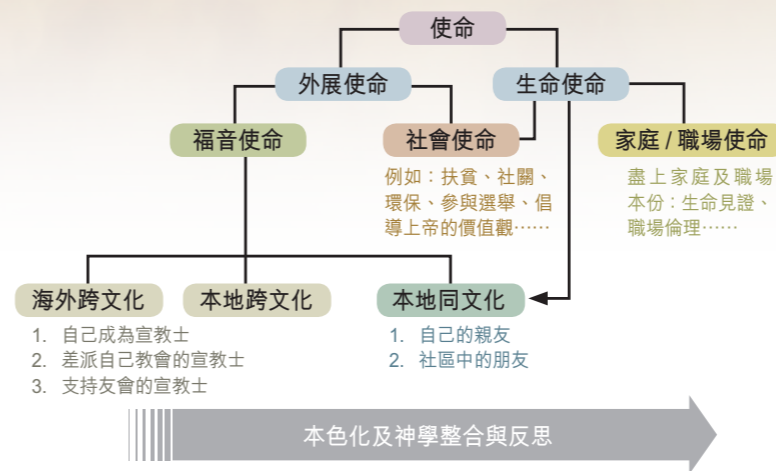 使命
外展使命
生命使命
福音使命
社會使命
家庭 / 職場使命
例如：扶貧、社關、
環保、參與選舉、倡
導上帝的價值觀……
盡上家庭及職場
本份：生命見證、
職場倫理……
海外跨文化
本地跨文化
本地同文化
1. 自己成為宣教士
2. 差派自己教會的宣教士
3. 支持友會的宣教士
1. 自己的親友
2. 社區中的朋友
本色化及神學整合與反思